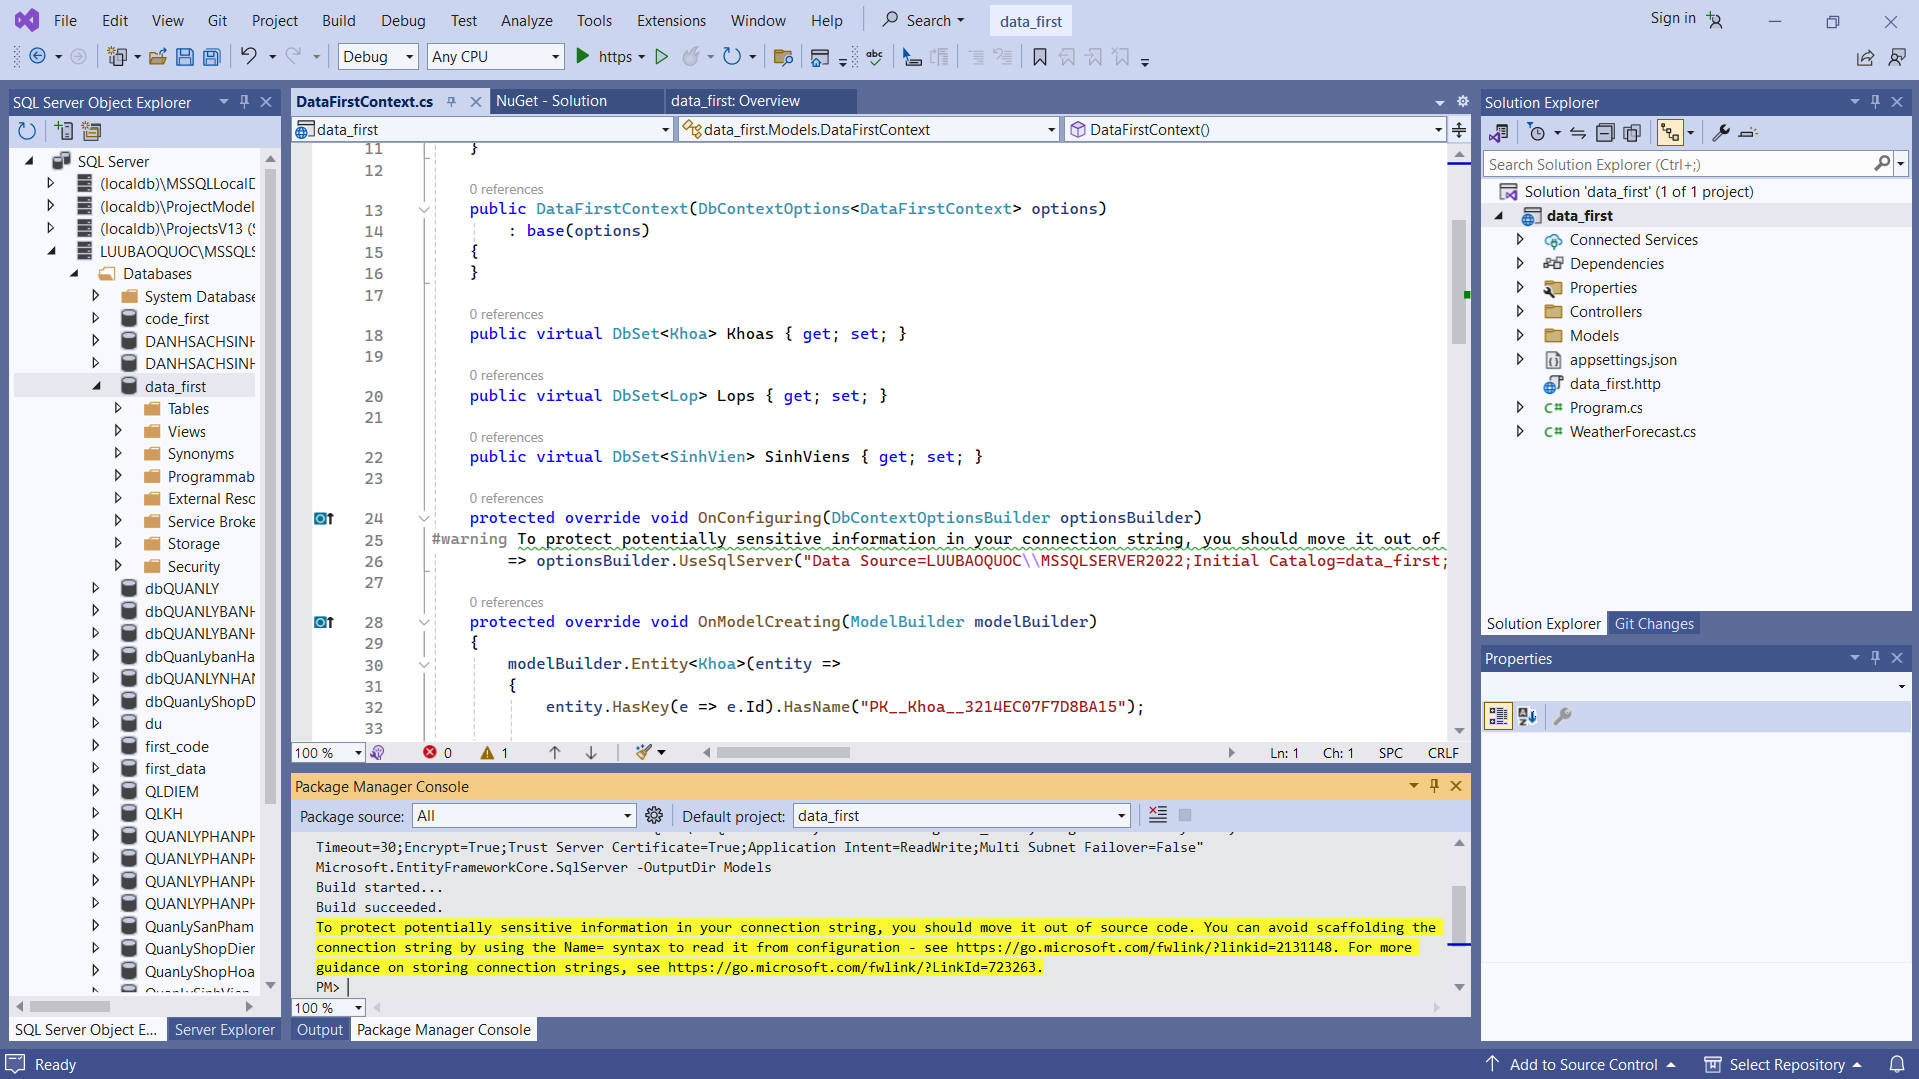 File Edit View Git Project Build Debug Test Analyze Tools Extensions Window Help Search data_first Sign in
Debug Any CPU https
SQL Server Object Explorer
SQL Server
(localdb)\MSSQLLocalD
(localdb)\ProjectModel
(localdb)\ProjectsV13 (S
LUUBAOQUOC\MSSQLS
Databases
System Database
code_first
DANHSACHSINH
DANHSACHSINH
data_first
Tables
Views
Synonyms
Programmab
External Reso
Service Broke
Storage
Security
dbQUANLY
dbQUANLYBANH
dbQUANLYBANH
dbQuanLybanHa
dbQUANLYNHAN
dbQuanLyShopD
du
first_code
first_data
QLDIEM
QLKH
QUANLYPHANPH
QUANLYPHANPH
QUANLYPHANPH
QUANLYPHANPH
QuanLySanPham
QuanLyShopDier
QuanLyShopHoa
QuanLySinhVien
SQL Server Object E... Server Explorer
DataFirstContext.cs NuGet - Solution data_first: Overview
data_first data_first.Models.DataFirstContext DataFirstContext()
11 }
12
0 references
13 public DataFirstContext(DbContextOptions<DataFirstContext> options)
14 : base(options)
15 {
16 }
17
0 references
18 public virtual DbSet<Khoa> Khoas { get; set; }
19
0 references
20 public virtual DbSet<Lop> Lops { get; set; }
21
0 references
22 public virtual DbSet<SinhVien> SinhViens { get; set; }
23
0 references
24 protected override void OnConfiguring(DbContextOptionsBuilder optionsBuilder)
25 #warning To protect potentially sensitive information in your connection string, you should move it out of
26 => optionsBuilder.UseSqlServer("Data Source=LUUBAOQUOC\\MSSQLSERVER2022;Initial Catalog=data_first;
27
0 references
28 protected override void OnModelCreating(ModelBuilder modelBuilder)
29 {
30 modelBuilder.Entity<Khoa>(entity =>
31 {
32 entity.HasKey(e => e.Id).HasName("PK__Khoa__3214EC07F7D8BA15");
33
100 % 0 1 Ln: 1 Ch: 1 SPC CRLF
Package Manager Console
Package source: All Default project: data_first
Timeout=30;Encrypt=True;Trust Server Certificate=True;Application Intent=ReadWrite;Multi Subnet Failover=False"
Microsoft.EntityFrameworkCore.SqlServer -OutputDir Models
Build started...
Build succeeded.
To protect potentially sensitive information in your connection string, you should move it out of source code. You can avoid scaffolding the
connection string by using the Name= syntax to read it from configuration - see https://go.microsoft.com/fwlink/?linkid=2131148. For more
guidance on storing connection strings, see https://go.microsoft.com/fwlink/?LinkId=723263.
PM>
100 %
Output Package Manager Console
Solution Explorer
Search Solution Explorer (Ctrl+;)
Solution 'data_first' (1 of 1 project)
data_first
Connected Services
Dependencies
Properties
Controllers
Models
appsettings.json
data_first.http
C# Program.cs
C# WeatherForecast.cs
Solution Explorer Git Changes
Properties
Ready Add to Source Control Select Repository